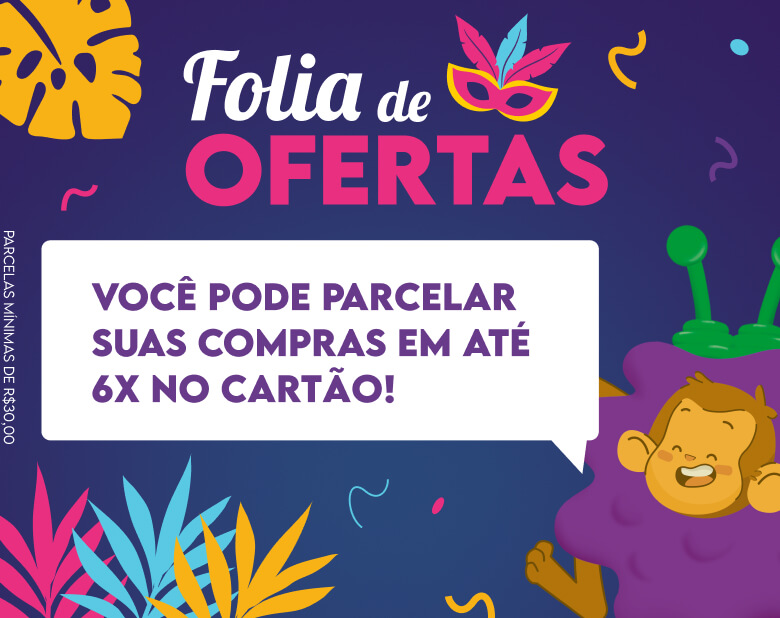 Folia de
OFERTAS
VOCÊ PODE PARCELAR
SUAS COMPRAS EM ATÉ
6X NO CARTÃO!
PARCELAS MÍNIMAS DE R$30,00